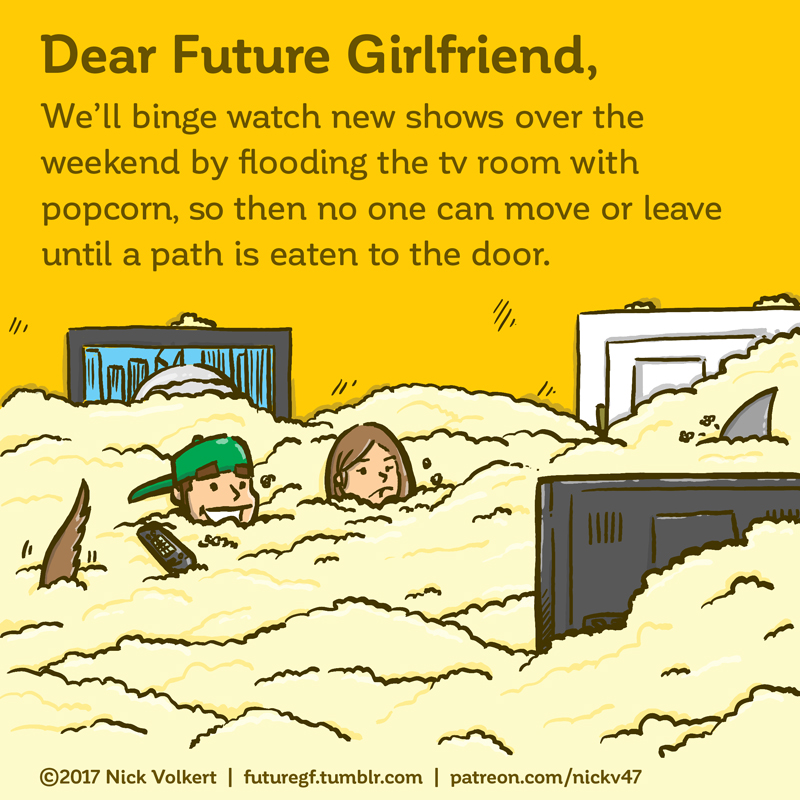 Dear Future Girlfriend,
We’ll binge watch new shows over the
weekend by flooding the tv room with
popcorn, so then no one can move or leave
until a path is eaten to the door.
©2017 Nick Volkert | futuregf.tumblr.com | patreon.com/nickv47